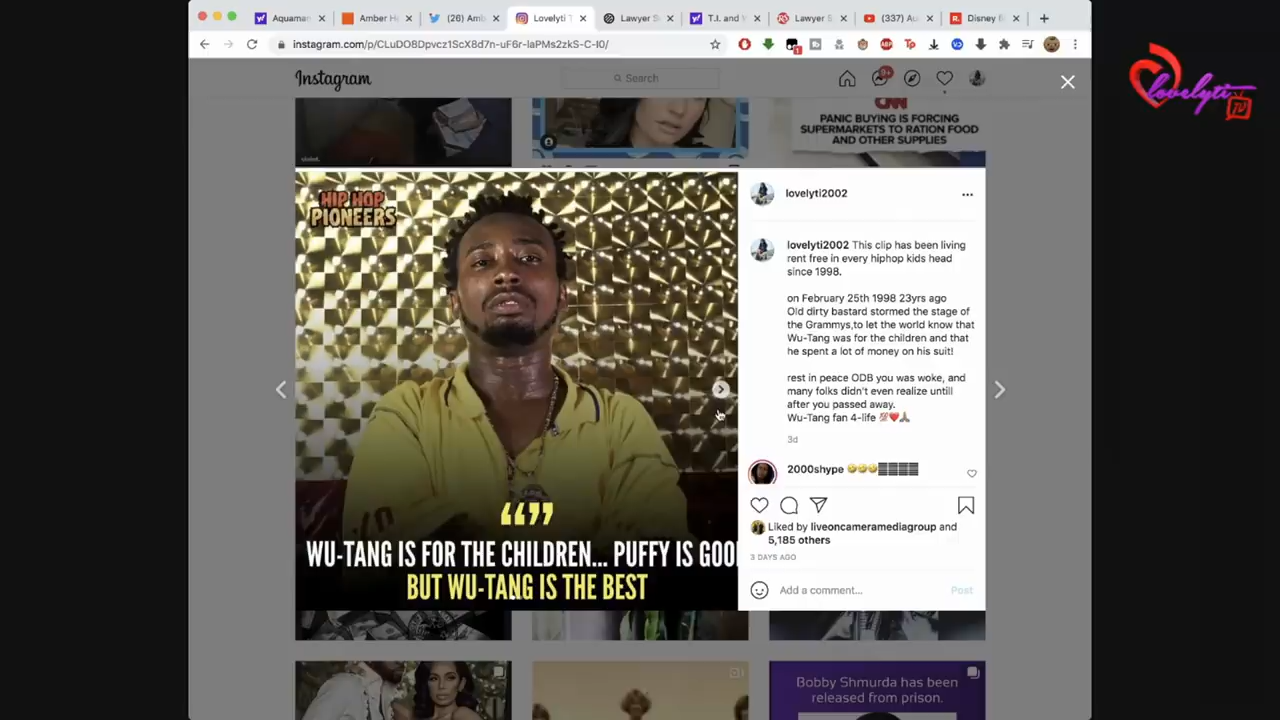 Aquaman
Amber H
(26) Amb
Lovelyti T
Lawyer S
T.I. and
Lawyer S
(337) Au
Disney B
instagram.com/p/CLuDOBDpvcz1ScX8d7n-uF6r-laPMs2zkS-C-I0/
Instagram
Search
9+
lovelyti TV
CNN
PANIC BUYING IS FORCING
SUPERMARKETS TO RATION FOOD
AND OTHER SUPPLIES
HIP HOP
PIONEERS
““””
WU-TANG IS FOR THE CHILDREN... PUFFY IS GOO
BUT WU-TANG IS THE BEST
lovelyti2002
lovelyti2002 This clip has been living
rent free in every hiphop kids head
since 1998.
on February 25th 1998 23yrs ago
Old dirty bastard stormed the stage of
the Grammys,to let the world know that
Wu-Tang was for the children and that
he spent a lot of money on his suit!
rest in peace ODB you was woke, and
many folks didn't even realize untill
after you passed away.
Wu-Tang fan 4-life 💯❤️🙏🏾
3d
2000shype 🤣🤣🤣
Liked by liveoncameramediagroup and
5,185 others
3 DAYS AGO
Add a comment...
Post
Bobby Shmurda has been
released from prison.